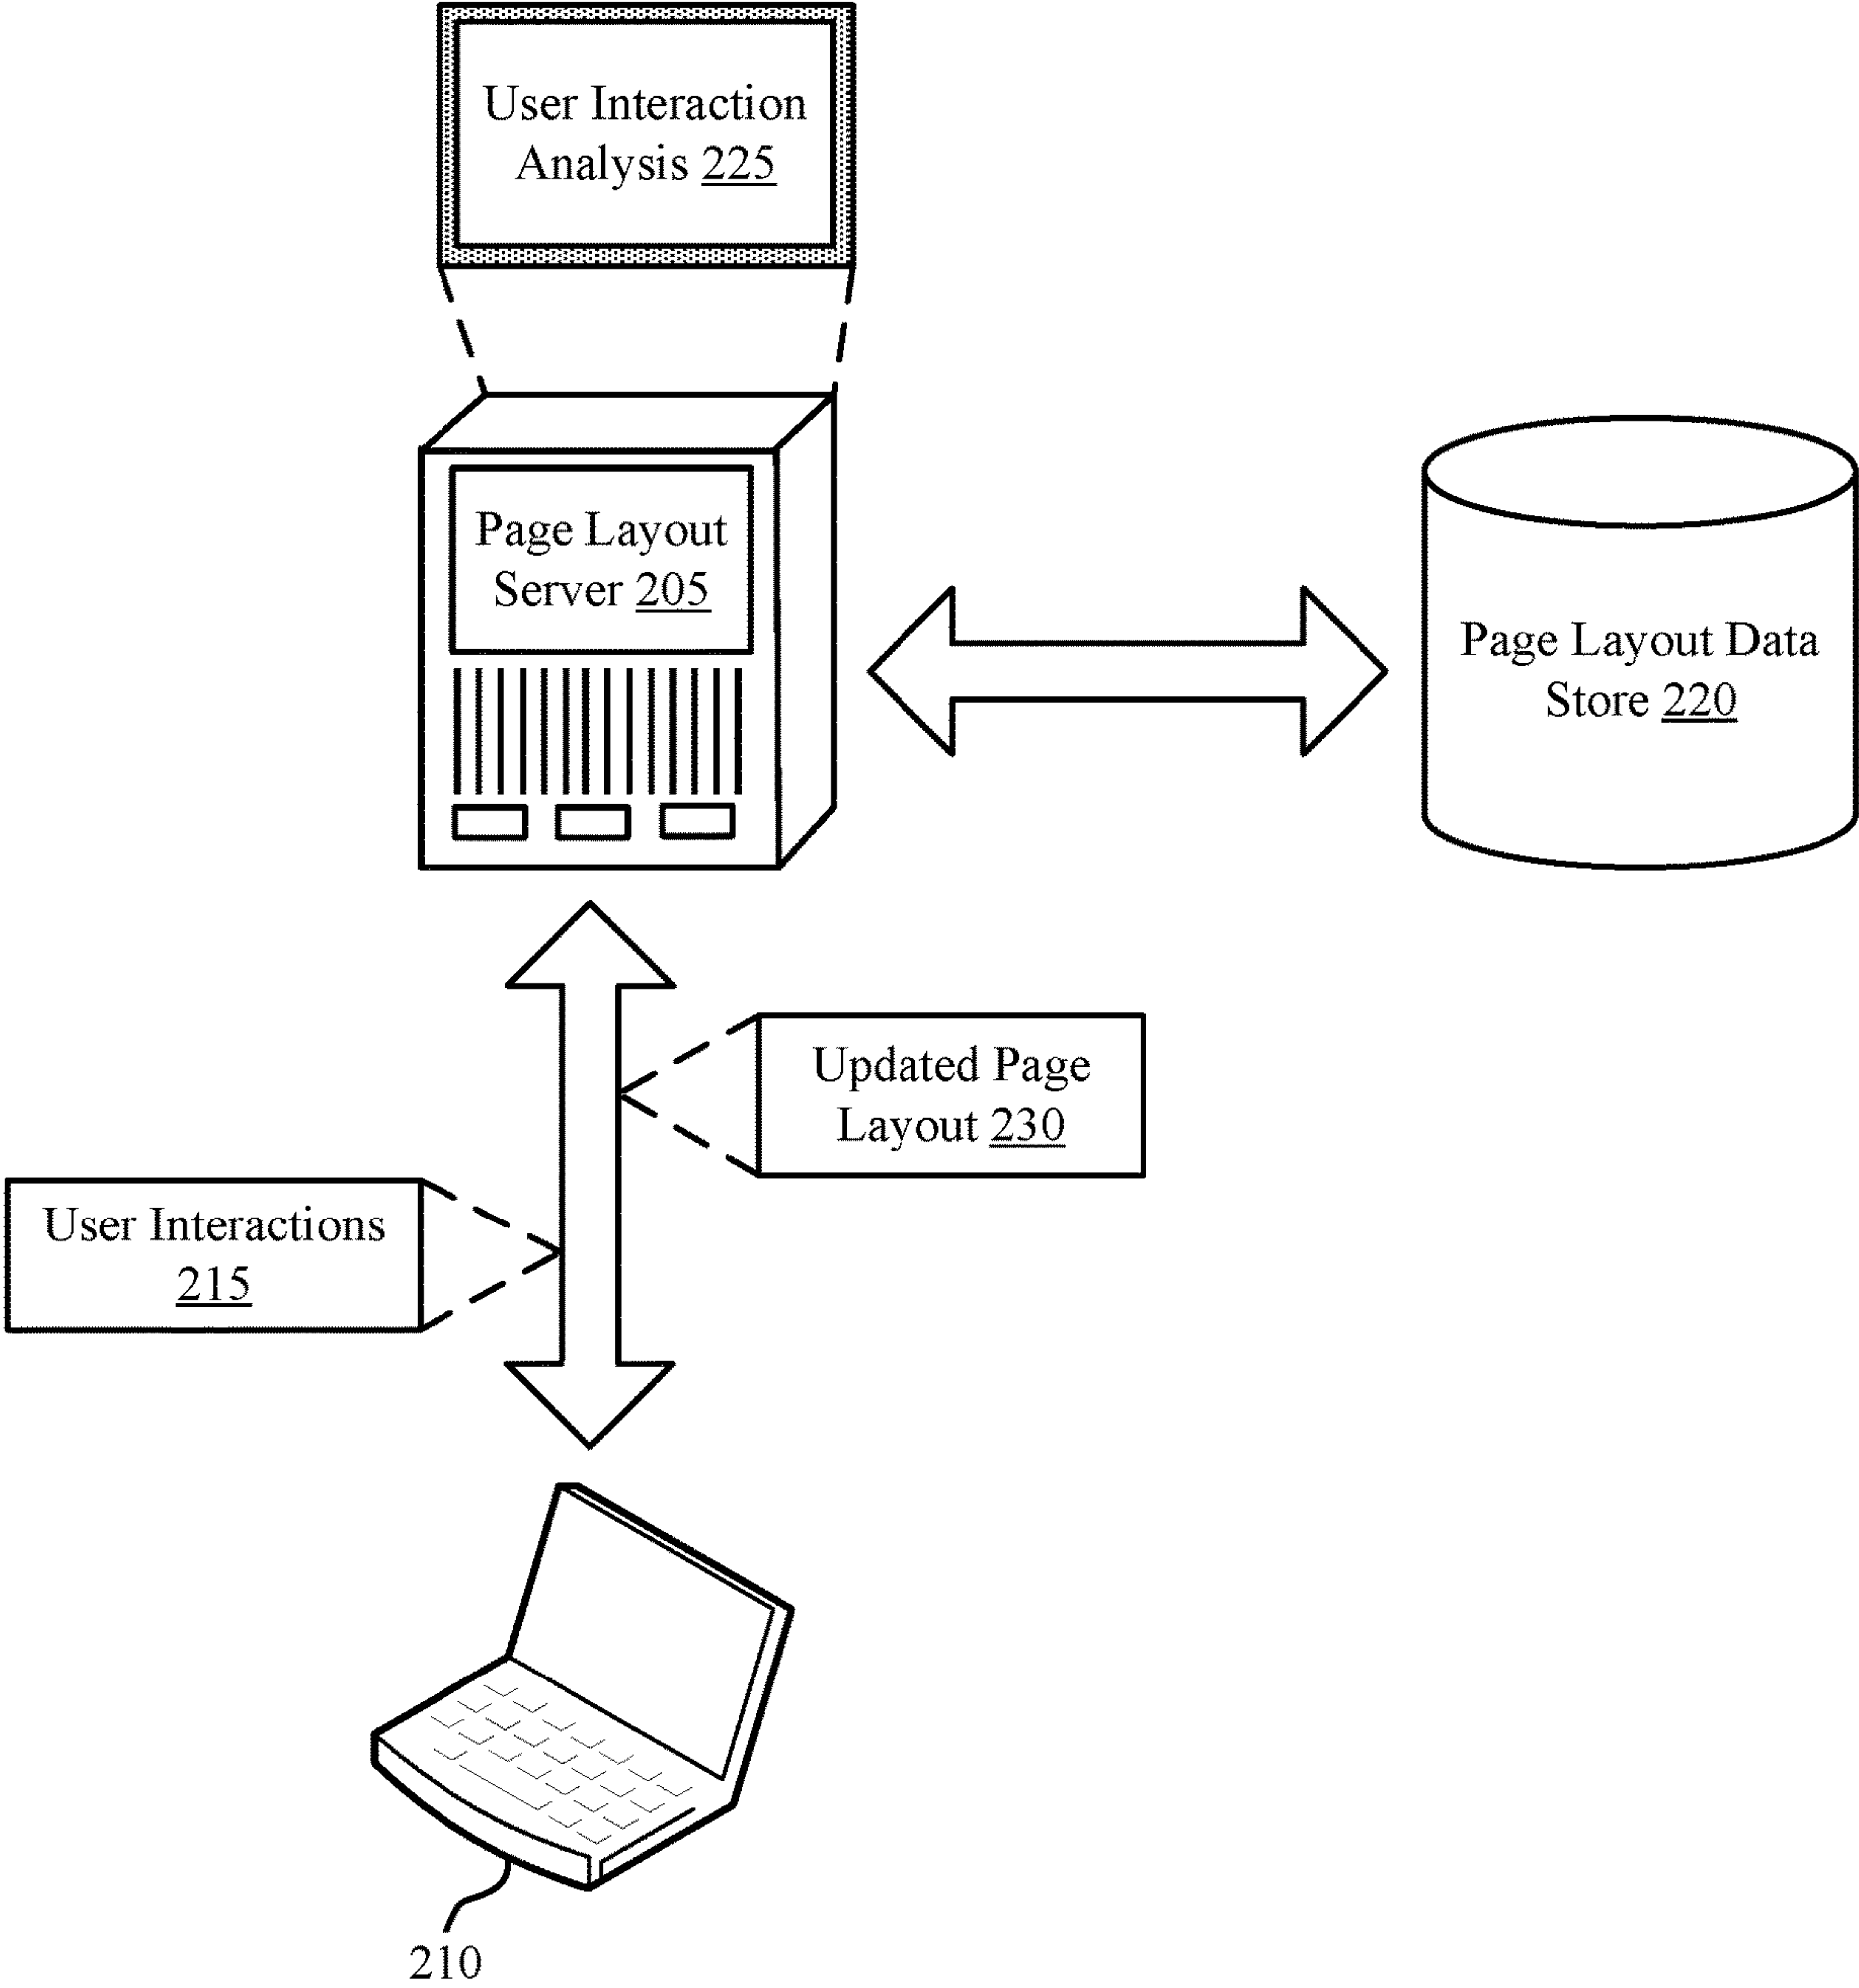 User Interaction
Analysis 225
Page Layout
Server 205
Page Layout Data
Store 220
Updated Page
Layout 230
User Interactions
215
210